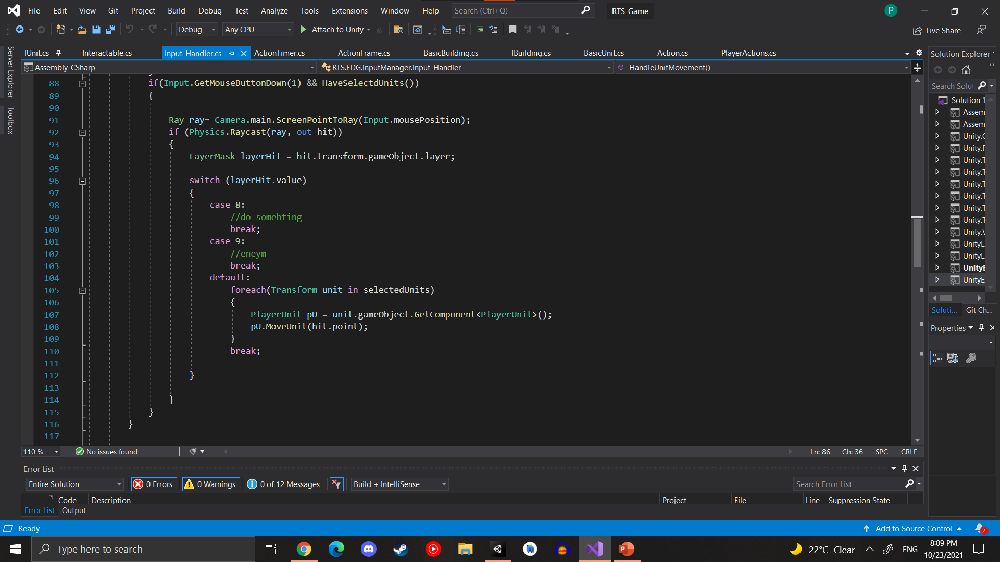 File Edit View Git Project Build Debug Test Analyze Tools Extensions Window Help Search (Ctrl+Q) RTS_Game P
Debug Any CPU Attach to Unity Live Share
IUnit.cs Interactable.cs Input_Handler.cs ActionTimer.cs ActionFrame.cs BasicBuilding.cs IBuilding.cs BasicUnit.cs Action.cs PlayerActions.cs
Assembly-CSharp RTS.FDG.InputManager.Input_Handler HandleUnitMovement()
Server Explorer
Toolbox
88 if(Input.GetMouseButtonDown(1) && HaveSelectdUnits())
89 {
90
91 Ray ray= Camera.main.ScreenPointToRay(Input.mousePosition);
92 if (Physics.Raycast(ray, out hit))
93 {
94 LayerMask layerHit = hit.transform.gameObject.layer;
95
96 switch (layerHit.value)
97 {
98 case 8:
99 //do somehting
100 break;
101 case 9:
102 //eneym
103 break;
104 default:
105 foreach(Transform unit in selectedUnits)
106 {
107 PlayerUnit pU = unit.gameObject.GetComponent<PlayerUnit>();
108 pU.MoveUnit(hit.point);
109 }
110 break;
111
112 }
113
114 }
115 }
116 }
117
110 % No issues found Ln: 86 Ch: 36 SPC CRLF
Error List
Entire Solution 0 Errors 0 Warnings 0 of 12 Messages Build + IntelliSense Search Error List
Code Description Project File Line Suppression State
Error List Output
Solution Explorer
Search Solut
Solution '
Assem
Assem
Unity.C
Unity.F
Unity.T
Unity.T
Unity.T
Unity.T
Unity.T
Unity.T
Unity.V
UnityE
UnityE
UnityE
UnityE
Soluti... Git Ch...
Properties
Ready Add to Source Control 2
Type here to search 22°C Clear ENG 8:09 PM
10/23/2021